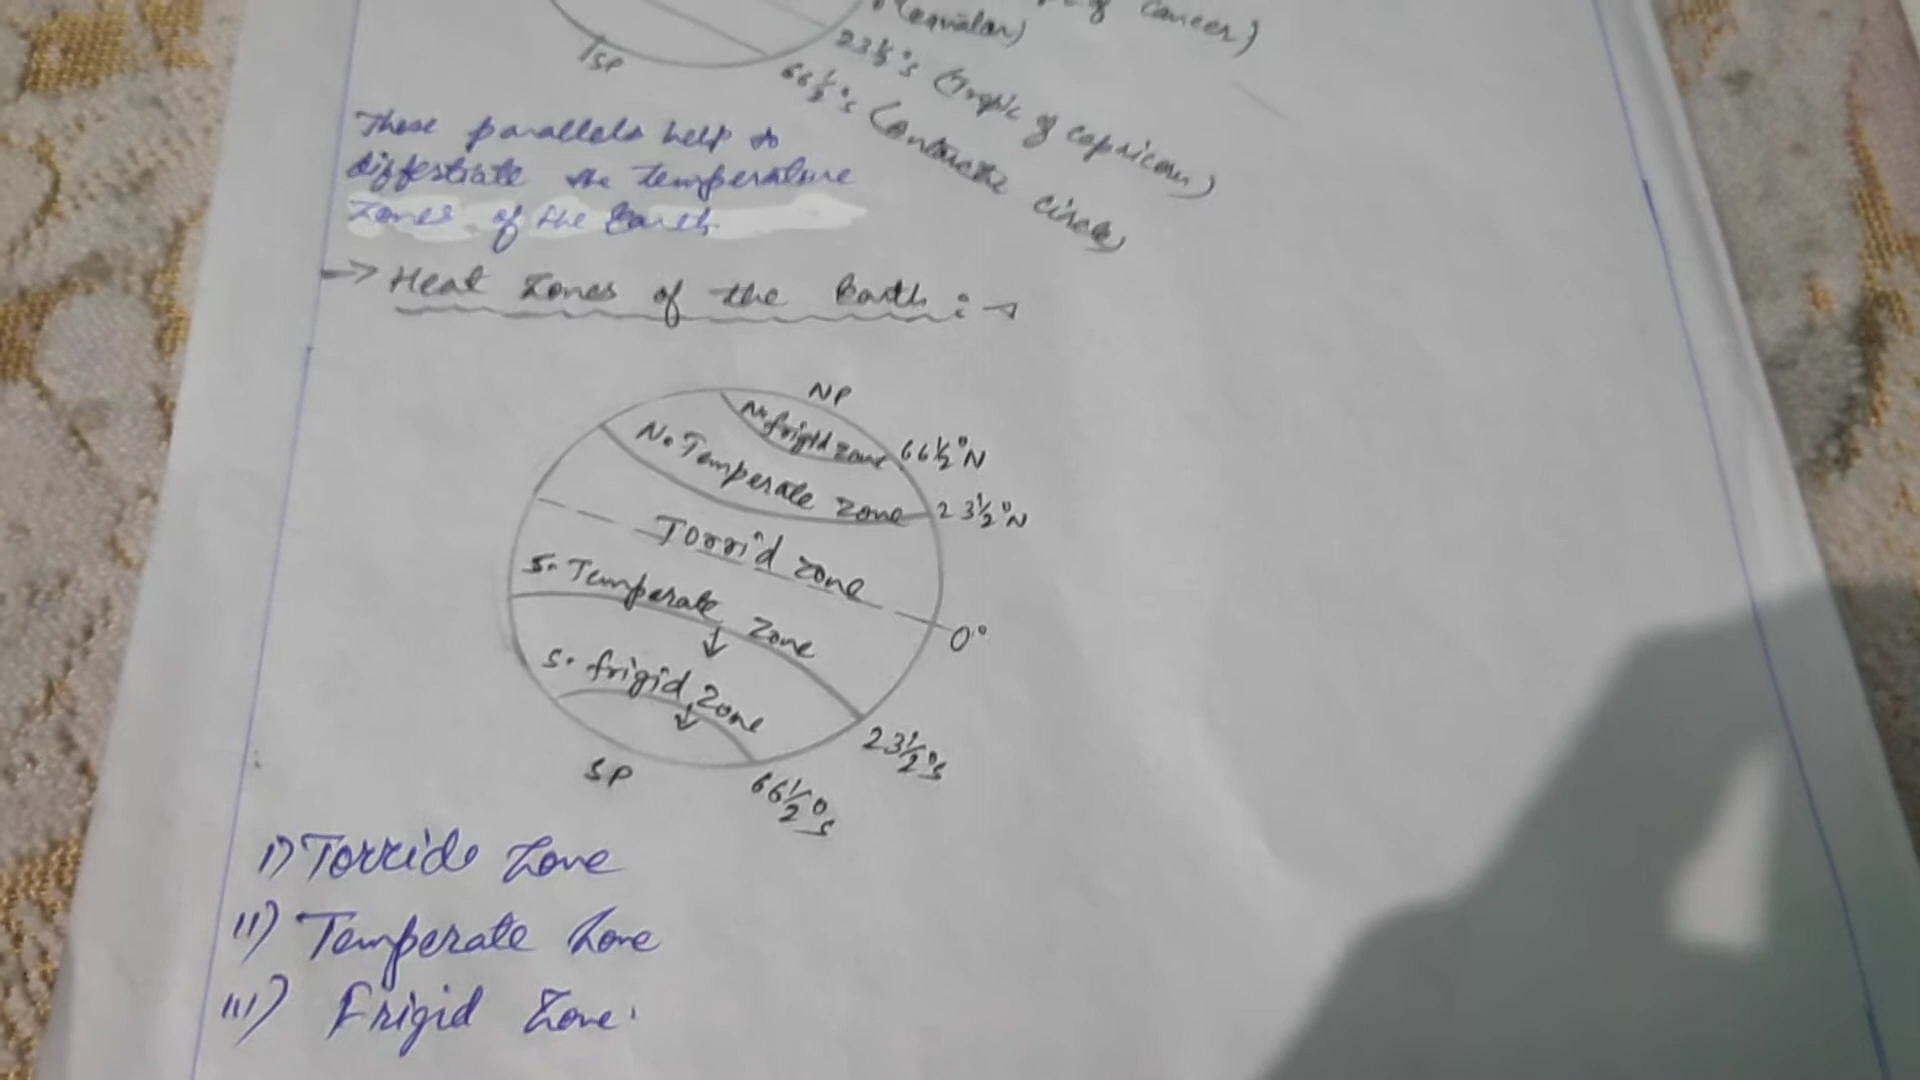 of cancer)
(equator)
23½°S (Tropic of capricorn)
66½°S (Antarctic circle)
SP
These parallels help to
diffestiate the temperature
zones of the Earth.
→ Heat zones of the Earth :→
NP
N. frigid zone 66½°N
N. Temperate zone 23½°N
Torrid zone
0°
S. Temperate zone
S. frigid zone
23½°S
66½°S
SP
i) Torride Zone
ii) Temperate Zone
iii) Frigid Zone.